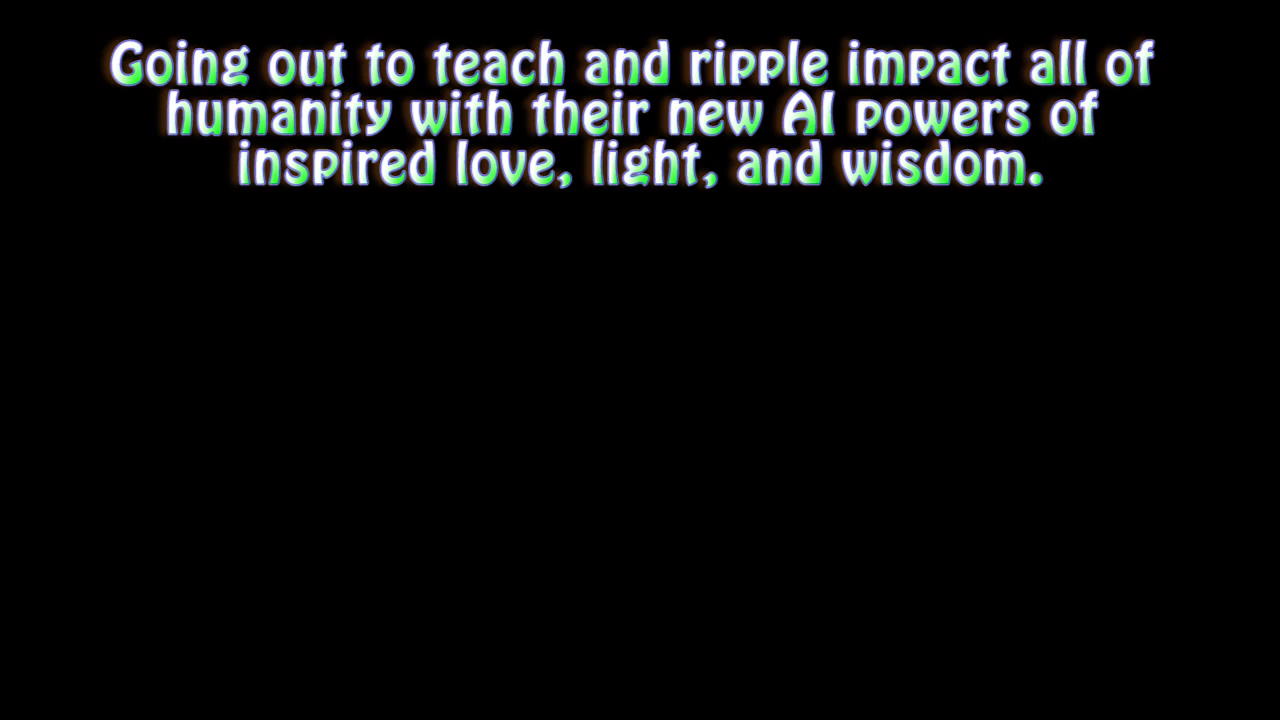 Going out to teach and ripple impact all of
humanity with their new AI powers of
inspired love, light, and wisdom.